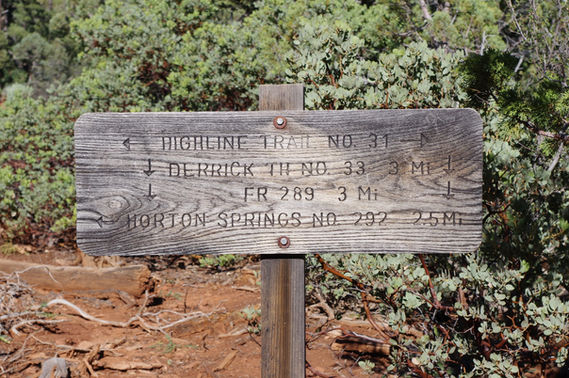 ← HIGHLINE TRAIL NO. 31 →
↓ DERRICK TR NO. 33 3 MI ↓
↓ FR 289 3 MI ↓
← HORTON SPRINGS NO. 292 2.5 MI